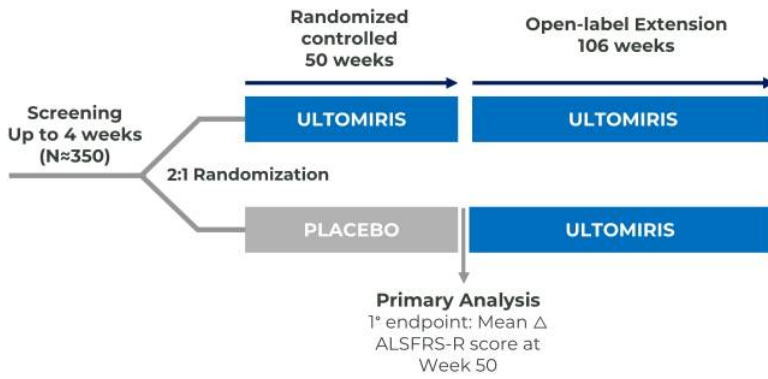 Randomized
controlled
50 weeks
Open-label Extension
106 weeks
Screening
Up to 4 weeks
(N≈350)
ULTOMIRIS
ULTOMIRIS
2:1 Randomization
PLACEBO
ULTOMIRIS
Primary Analysis
1° endpoint: Mean △
ALSFRS-R score at
Week 50